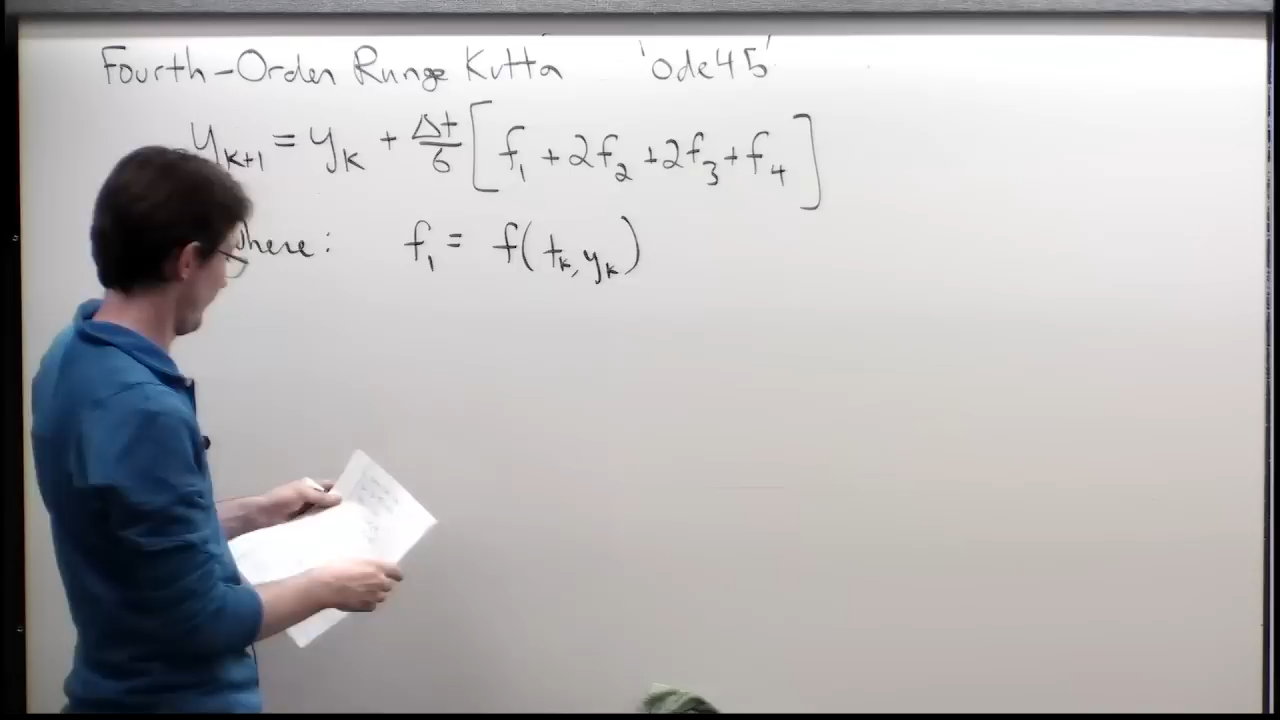 Fourth-Order Runge Kutta 'ode45'
y_{k+1} = y_k + Δt/6 [ f_1 + 2f_2 + 2f_3 + f_4 ]
here: f_1 = f(t_k, y_k)